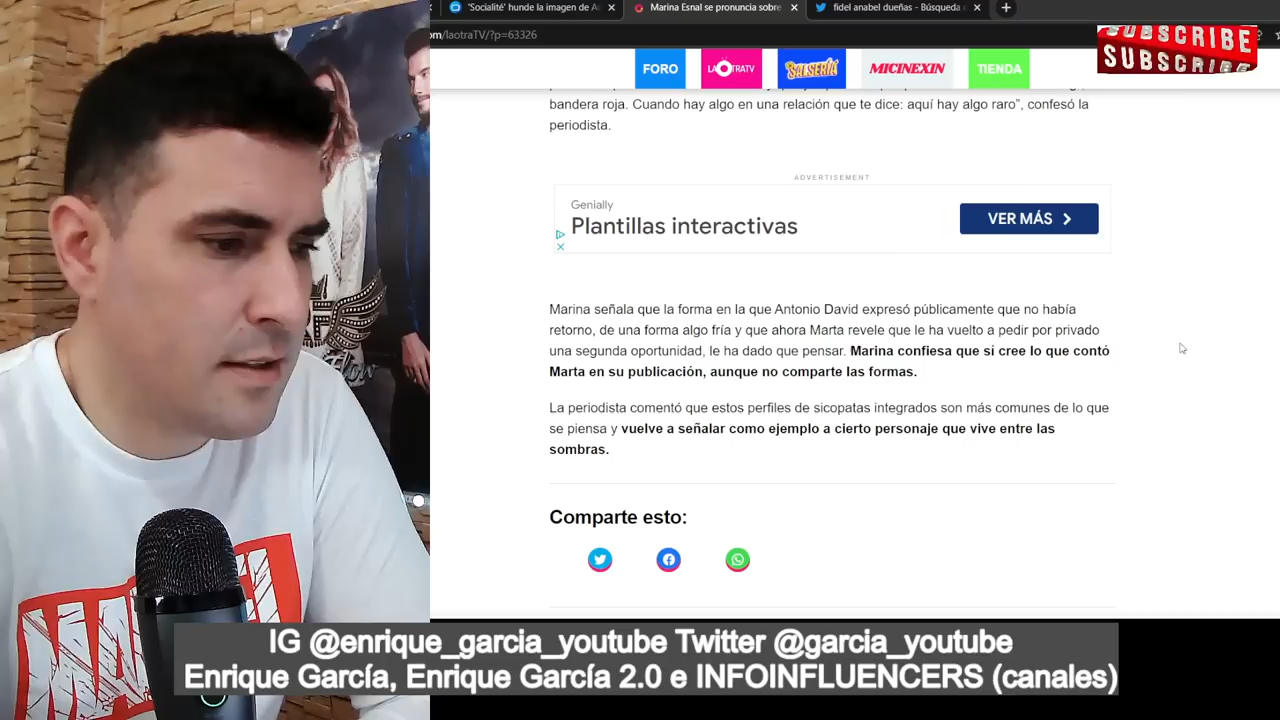 'Socialité' hunde la imagen de A
Marina Esnal se pronuncia sobre
fidel anabel dueñas - Búsqueda
om/laotraTV/?p=63326
SUBSCRIBE
SUBSCRIBE
FORO
LAOTRATV
SALSERÍA
MICINEXIN
TIENDA
bandera roja. Cuando hay algo en una relación que te dice: aquí hay algo raro", confesó la
periodista.
ADVERTISEMENT
Genially
Plantillas interactivas
VER MÁS
Marina señala que la forma en la que Antonio David expresó públicamente que no había
retorno, de una forma algo fría y que ahora Marta revele que le ha vuelto a pedir por privado
una segunda oportunidad, le ha dado que pensar. Marina confiesa que sí cree lo que contó
Marta en su publicación, aunque no comparte las formas.
La periodista comentó que estos perfiles de sicopatas integrados son más comunes de lo que
se piensa y vuelve a señalar como ejemplo a cierto personaje que vive entre las
sombras.
Comparte esto:
IG @enrique_garcia_youtube Twitter @garcia_youtube
Enrique García, Enrique García 2.0 e INFOINFLUENCERS (canales)